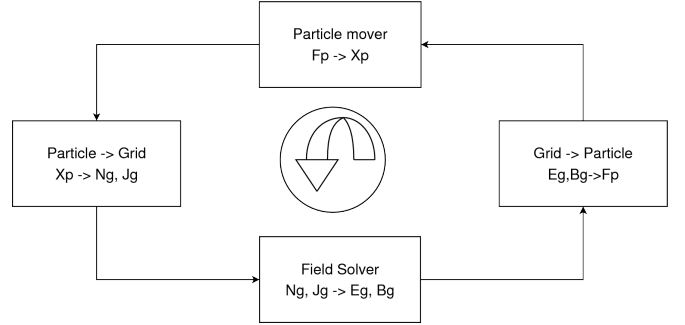 Particle mover
Fp -> Xp
Particle -> Grid
Xp -> Ng, Jg
Grid -> Particle
Eg,Bg->Fp
Field Solver
Ng, Jg -> Eg, Bg